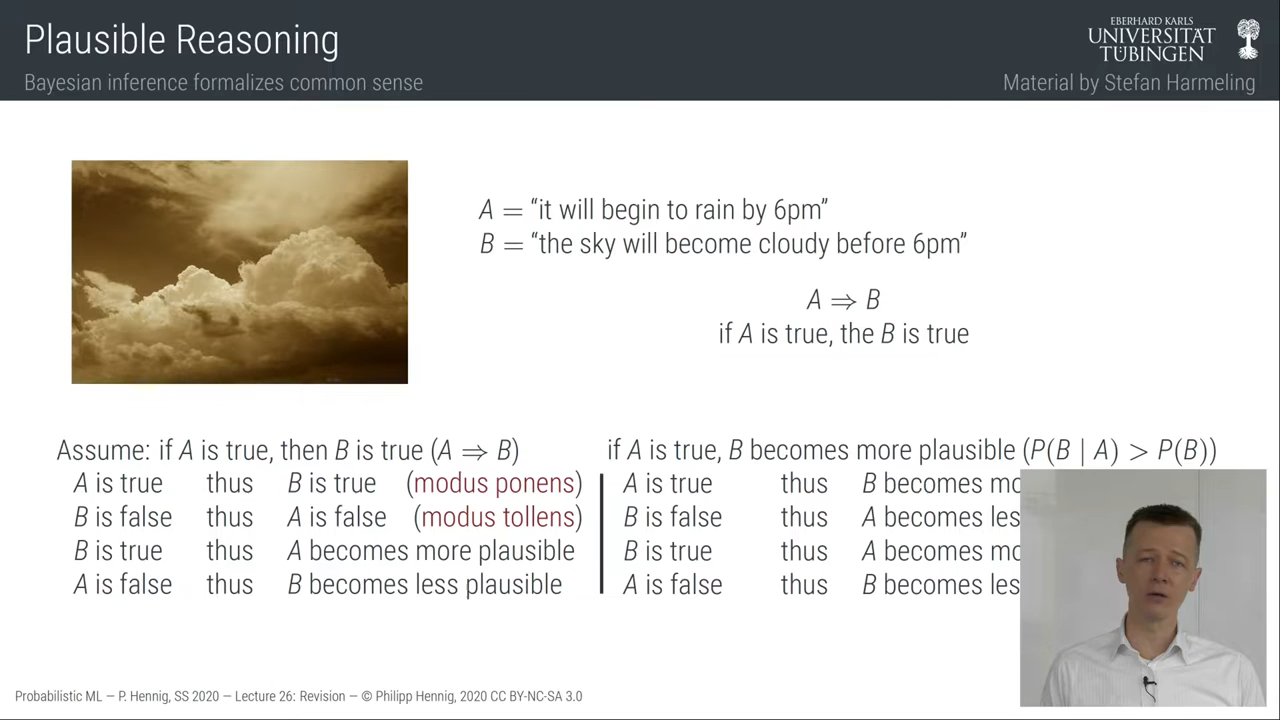 Plausible Reasoning
Bayesian inference formalizes common sense
EBERHARD KARLS
UNIVERSITÄT
TÜBINGEN
Material by Stefan Harmeling
A = “it will begin to rain by 6pm”
B = “the sky will become cloudy before 6pm”
A ⇒ B
if A is true, the B is true
Assume: if A is true, then B is true (A ⇒ B)
A is true thus B is true (modus ponens)
B is false thus A is false (modus tollens)
B is true thus A becomes more plausible
A is false thus B becomes less plausible
if A is true, B becomes more plausible (P(B | A) > P(B))
A is true thus B becomes
B is false thus A becomes
B is true thus A becomes
A is false thus B becomes
Probabilistic ML — P. Hennig, SS 2020 — Lecture 26: Revision — © Philipp Hennig, 2020 CC BY-NC-SA 3.0